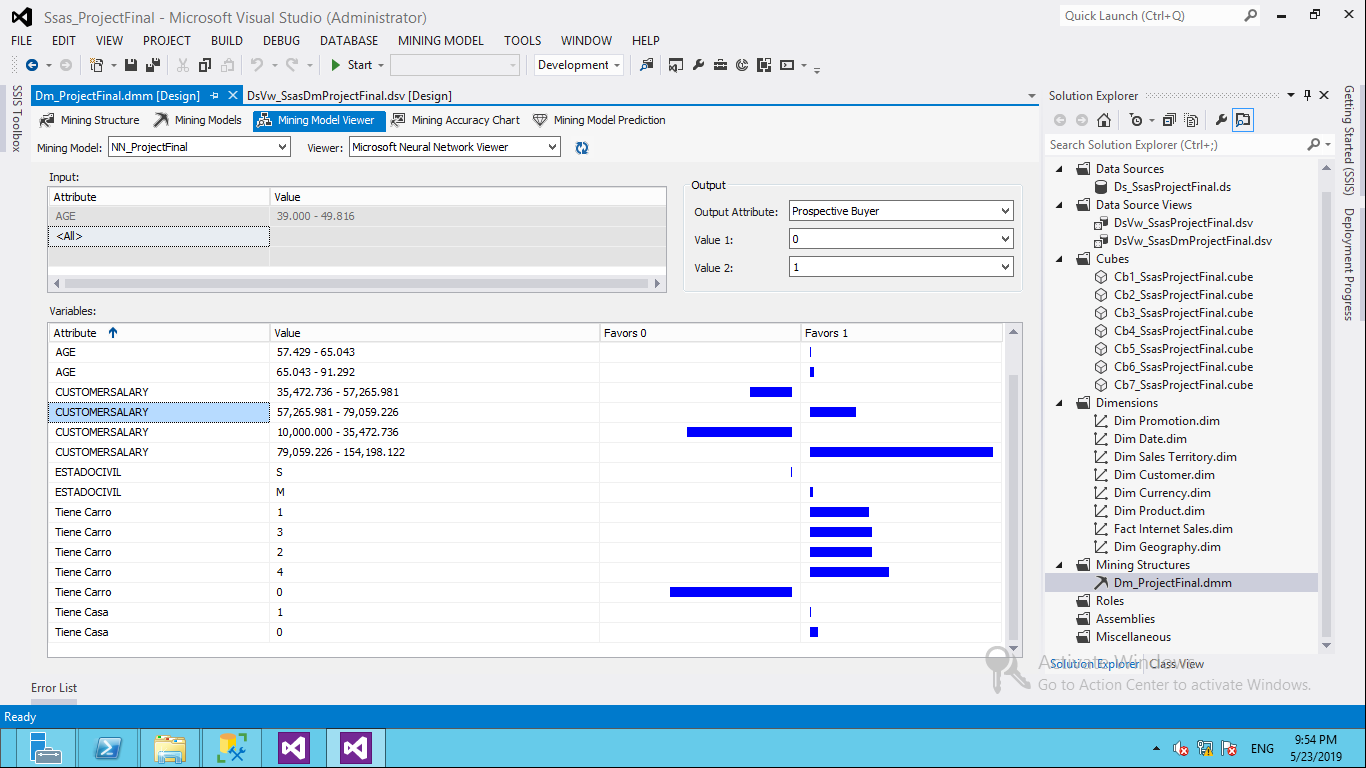 Ssas_ProjectFinal - Microsoft Visual Studio (Administrator)
Quick Launch (Ctrl+Q)
FILE EDIT VIEW PROJECT BUILD DEBUG DATABASE MINING MODEL TOOLS WINDOW HELP
Start Development
SSIS Toolbox
Dm_ProjectFinal.dmm [Design] DsVw_SsasDmProjectFinal.dsv [Design]
Mining Structure Mining Models Mining Model Viewer Mining Accuracy Chart Mining Model Prediction
Mining Model: NN_ProjectFinal Viewer: Microsoft Neural Network Viewer
Input:
Attribute Value
AGE 39.000 - 49.816
<All>
Output
Output Attribute: Prospective Buyer
Value 1: 0
Value 2: 1
Variables:
Attribute Value Favors 0 Favors 1
AGE 57.429 - 65.043
AGE 65.043 - 91.292
CUSTOMERSALARY 35,472.736 - 57,265.981
CUSTOMERSALARY 57,265.981 - 79,059.226
CUSTOMERSALARY 10,000.000 - 35,472.736
CUSTOMERSALARY 79,059.226 - 154,198.122
ESTADOCIVIL S
ESTADOCIVIL M
Tiene Carro 1
Tiene Carro 3
Tiene Carro 2
Tiene Carro 4
Tiene Carro 0
Tiene Casa 1
Tiene Casa 0
Solution Explorer
Search Solution Explorer (Ctrl+;)
Data Sources
Ds_SsasProjectFinal.ds
Data Source Views
DsVw_SsasProjectFinal.dsv
DsVw_SsasDmProjectFinal.dsv
Cubes
Cb1_SsasProjectFinal.cube
Cb2_SsasProjectFinal.cube
Cb3_SsasProjectFinal.cube
Cb4_SsasProjectFinal.cube
Cb5_SsasProjectFinal.cube
Cb6_SsasProjectFinal.cube
Cb7_SsasProjectFinal.cube
Dimensions
Dim Promotion.dim
Dim Date.dim
Dim Sales Territory.dim
Dim Customer.dim
Dim Currency.dim
Dim Product.dim
Fact Internet Sales.dim
Dim Geography.dim
Mining Structures
Dm_ProjectFinal.dmm
Roles
Assemblies
Miscellaneous
Solution Explorer Class View
Activate Windows
Go to Action Center to activate Windows.
Getting Started (SSIS)
Deployment Progress
Error List
Ready
ENG
9:54 PM
5/23/2019